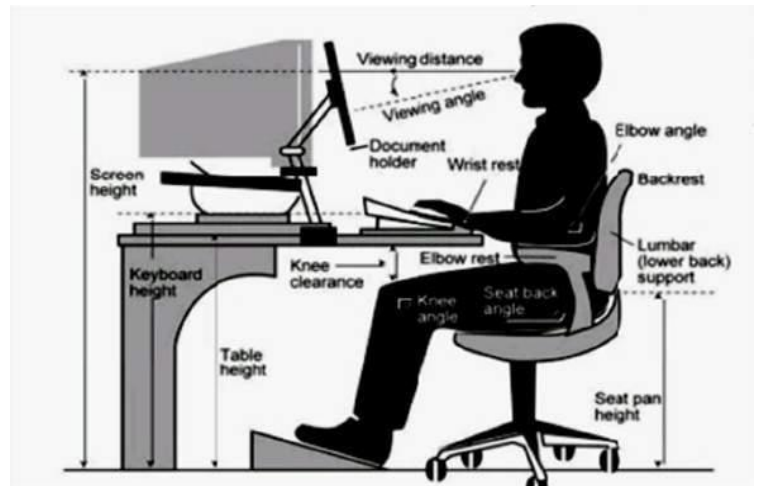 Viewing distance
Viewing angle
Document
holder
Elbow angle
Wrist rest
Backrest
Screen
height
Lumbar
(lower back)
support
Elbow rest
Knee
clearance
Keyboard
height
Knee
angle
Seat back
angle
Table
height
Seat pan
height